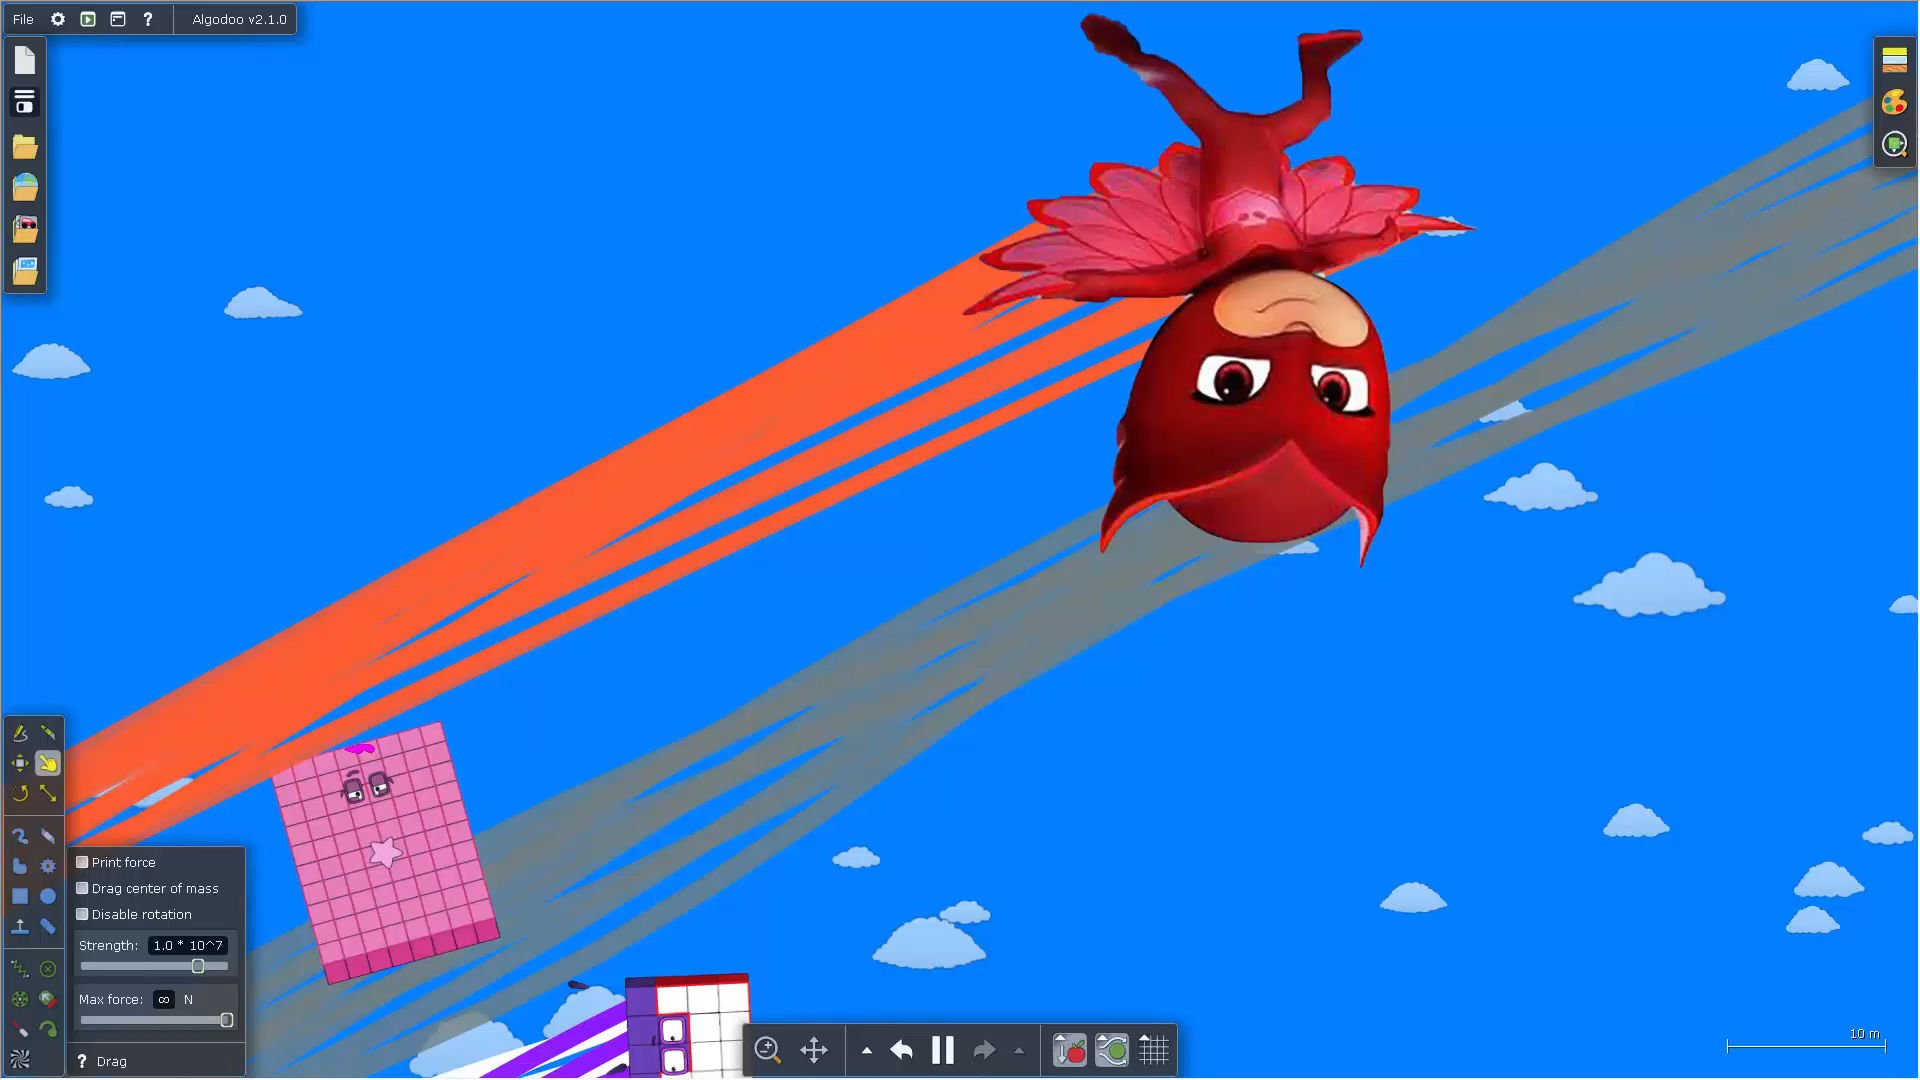 File ? Algodoo v2.1.0
Print force
Drag center of mass
Disable rotation
Strength: 1.0 * 10^7
Max force: ∞ N
? Drag
10 m